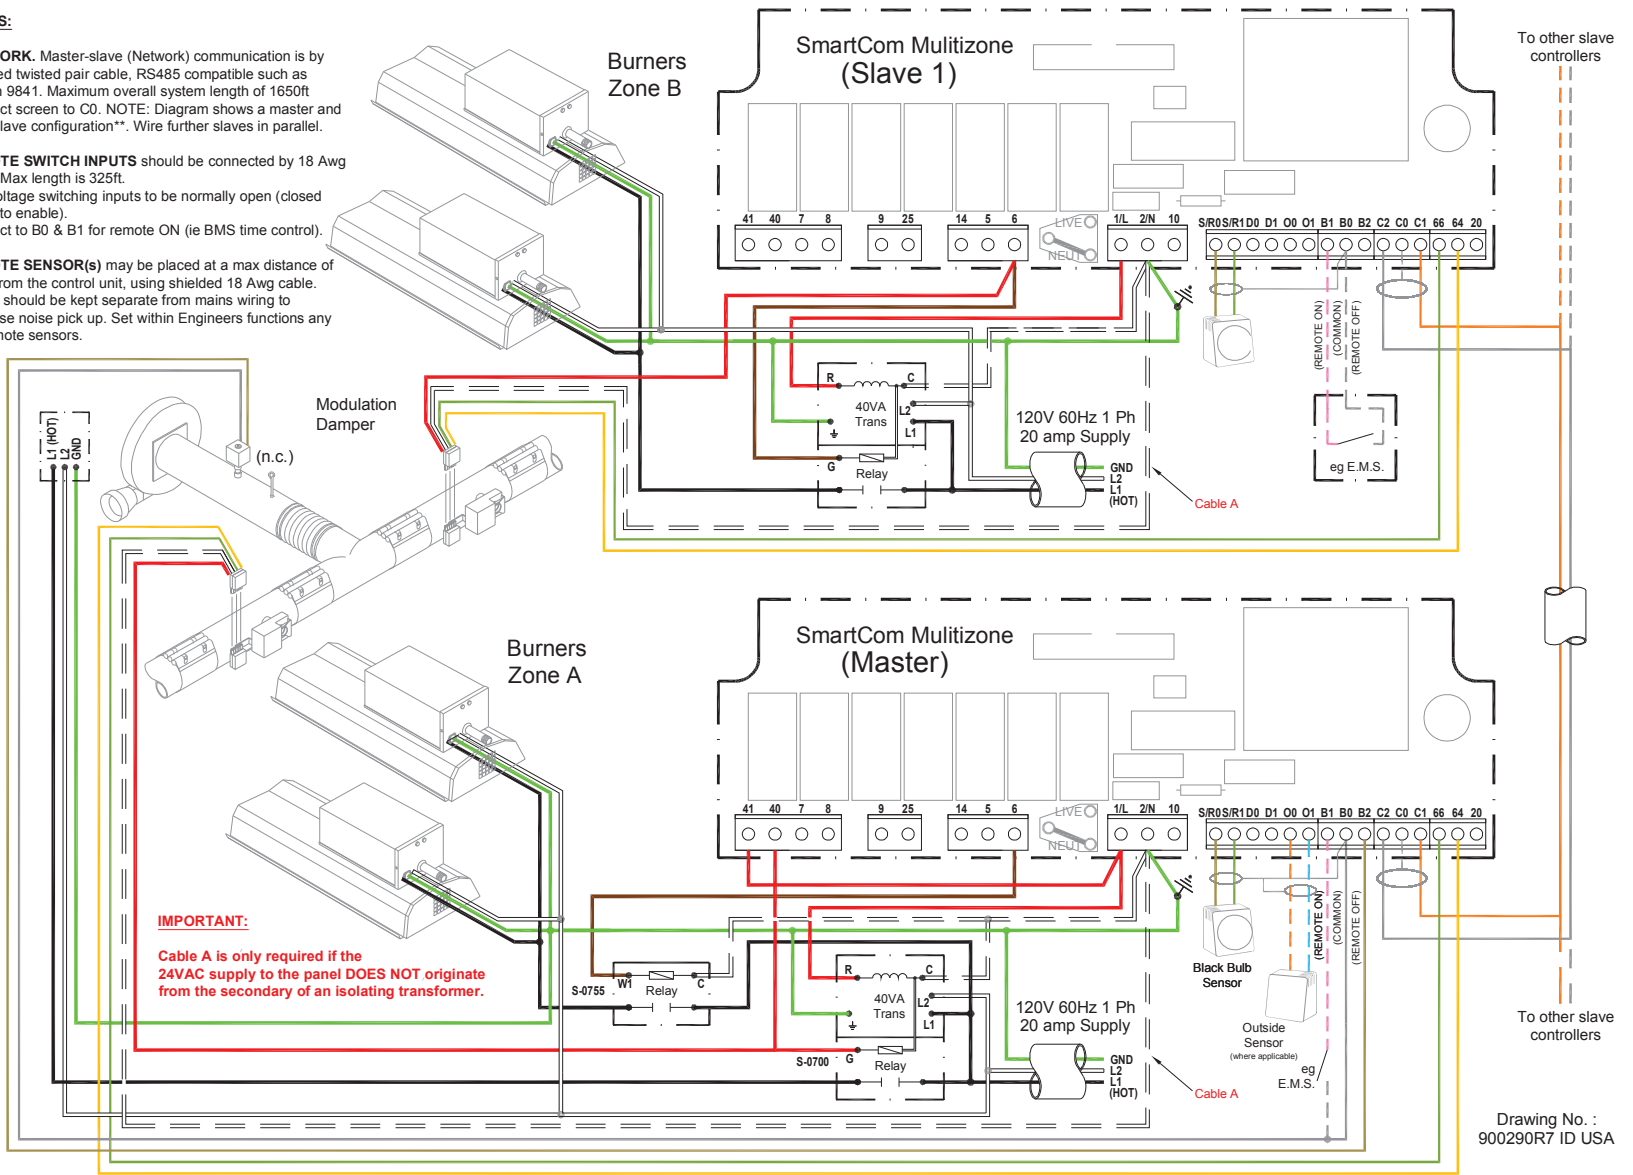 S:
ORK. Master-slave (Network) communication is by
ed twisted pair cable, RS485 compatible such as
n 9841. Maximum overall system length of 1650ft
ct screen to C0. NOTE: Diagram shows a master and
slave configuration**. Wire further slaves in parallel.
TE SWITCH INPUTS should be connected by 18 Awg
Max length is 325ft.
oltage switching inputs to be normally open (closed
to enable).
ct to B0 & B1 for remote ON (ie BMS time control).
TE SENSOR(s) may be placed at a max distance of
rom the control unit, using shielded 18 Awg cable.
should be kept separate from mains wiring to
se noise pick up. Set within Engineers functions any
note sensors.
Burners
Zone B
SmartCom Mulitizone
(Slave 1)
To other slave
controllers
41 40 7 8 9 25 14 5 6 1/L 2/N 10
LIVE
NEUT
S/R0 S/R1 D0 D1 O0 O1 B1 B0 B2 C2 C0 C1 66 64 20
(REMOTE ON)
(COMMON)
(REMOTE OFF)
eg E.M.S.
R C
40VA
Trans
L2
L1
G
Relay
120V 60Hz 1 Ph
20 amp Supply
GND
L2
L1
(HOT)
Cable A
Modulation
Damper
L1 (HOT)
L2
GND
(n.c.)
Burners
Zone A
SmartCom Mulitizone
(Master)
41 40 7 8 9 25 14 5 6 1/L 2/N 10
LIVE
NEUT
S/R0 S/R1 D0 D1 O0 O1 B1 B0 B2 C2 C0 C1 66 64 20
(REMOTE ON)
(COMMON)
(REMOTE OFF)
Black Bulb
Sensor
Outside
Sensor
(where applicable)
eg
E.M.S.
IMPORTANT:
Cable A is only required if the
24VAC supply to the panel DOES NOT originate
from the secondary of an isolating transformer.
S-0755
W1 C
Relay
R C
40VA
Trans
L2
L1
S-0700
G
Relay
120V 60Hz 1 Ph
20 amp Supply
GND
L2
L1
(HOT)
Cable A
To other slave
controllers
Drawing No. :
900290R7 ID USA